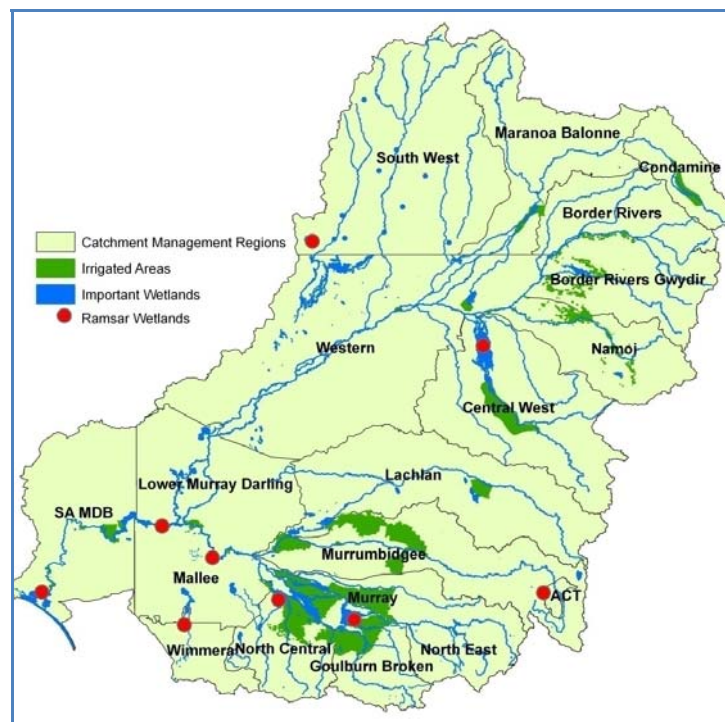 Maranoa Balonne
South West
Condamine
Border Rivers
Catchment Management Regions
Irrigated Areas
Important Wetlands
Ramsar Wetlands
Border Rivers Gwydir
Western
Namoi
Central West
Lachlan
Lower Murray Darling
SA MDB
Murrumbidgee
Mallee
Murray
ACT
Wimmera
North Central
North East
Goulburn Broken